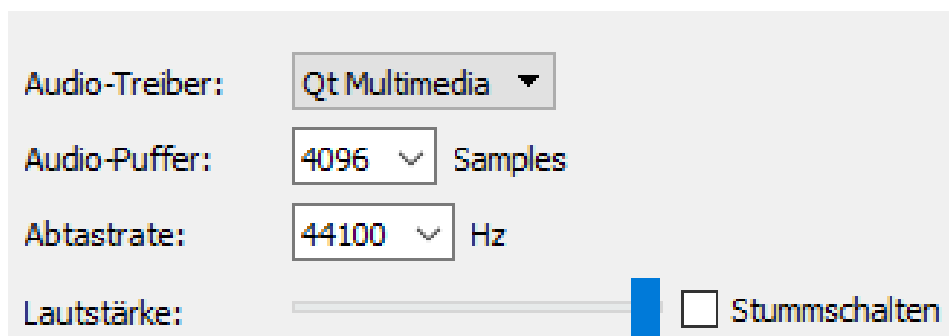 Audio-Treiber: Qt Multimedia
Audio-Puffer: 4096 Samples
Abtastrate: 44100 Hz
Lautstärke: Stummschalten